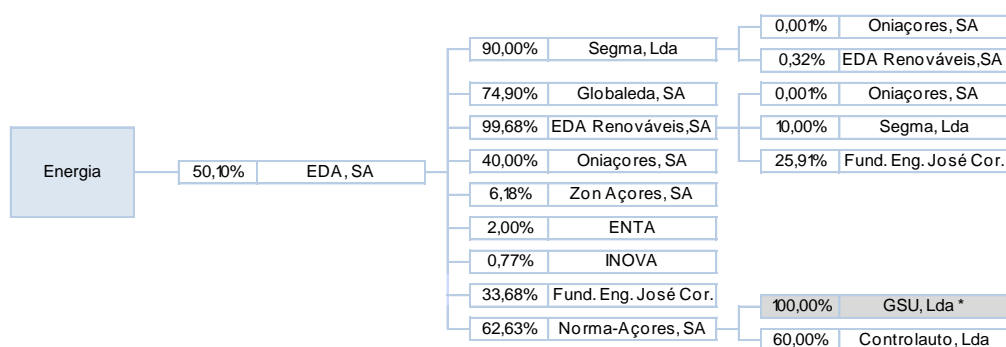 0,001% Oniaçores, SA
90,00% Segma, Lda
0,32% EDA Renováveis,SA
74,90% Globaleda, SA
0,001% Oniaçores, SA
99,68% EDA Renováveis,SA
10,00% Segma, Lda
Energia
50,10% EDA, SA
40,00% Oniaçores, SA
25,91% Fund. Eng. José Cor.
6,18% Zon Açores, SA
2,00% ENTA
0,77% INOVA
33,68% Fund. Eng. José Cor.
100,00% GSU, Lda *
62,63% Norma-Açores, SA
60,00% Controlauto, Lda